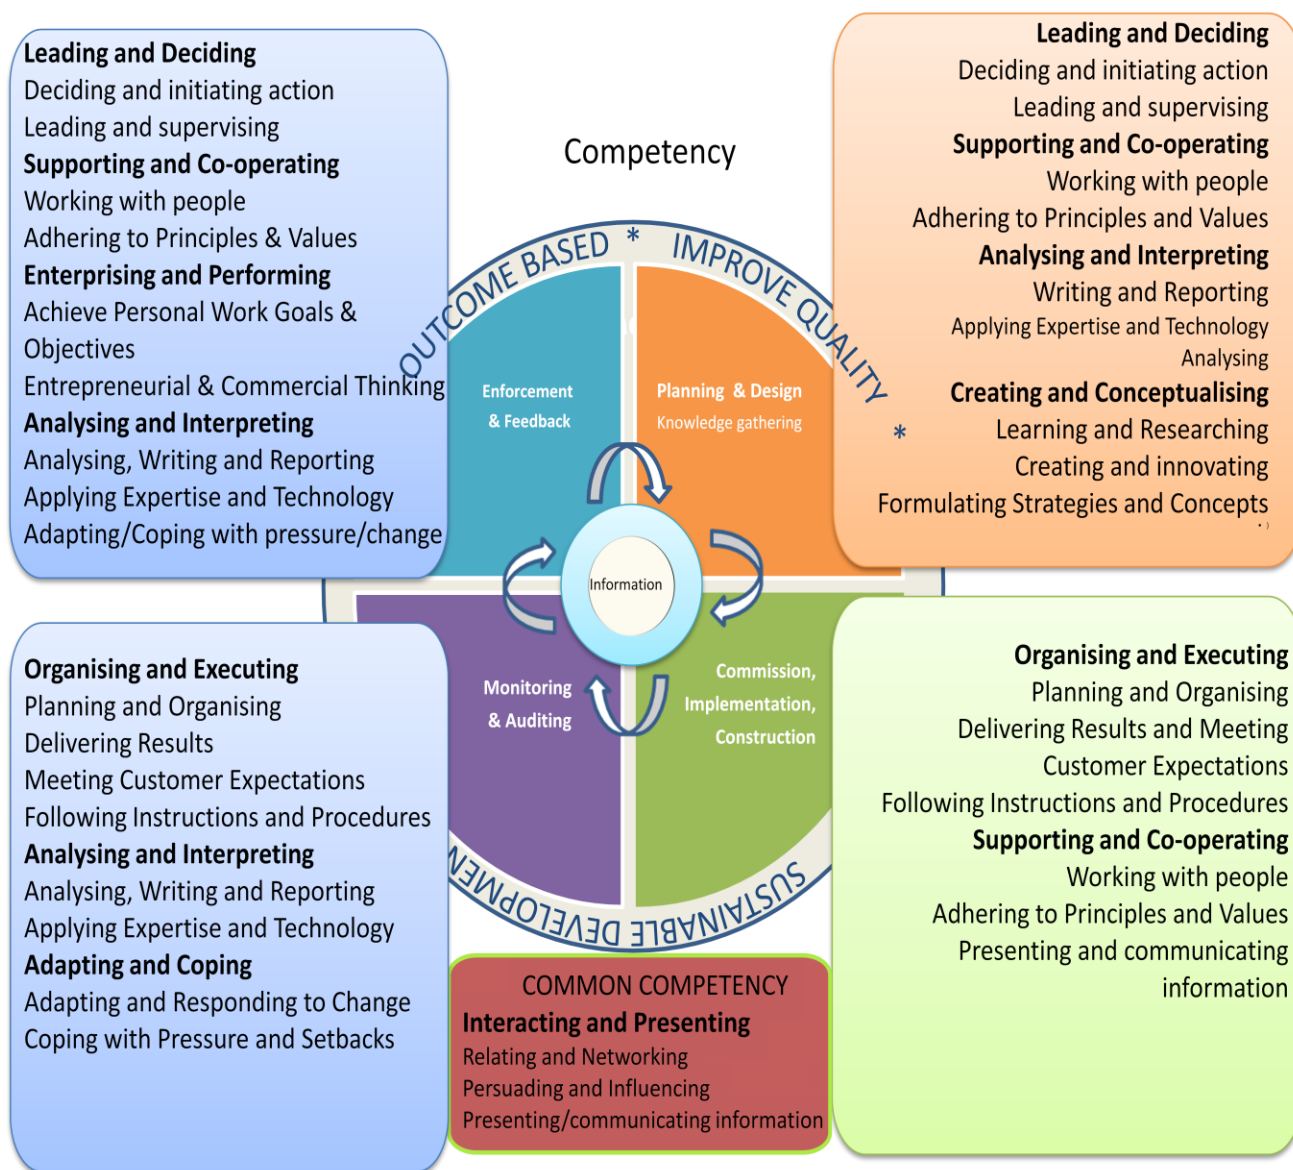 Leading and Deciding
Deciding and initiating action
Leading and supervising
Supporting and Co-operating
Working with people
Adhering to Principles & Values
Enterprising and Performing
Achieve Personal Work Goals &
Objectives
Entrepreneurial & Commercial Thinking
Analysing and Interpreting
Analysing, Writing and Reporting
Applying Expertise and Technology
Adapting/Coping with pressure/change
Competency
OUTCOME BASED * IMPROVE QUALITY *
Leading and Deciding
Deciding and initiating action
Leading and supervising
Supporting and Co-operating
Working with people
Adhering to Principles and Values
Analysing and Interpreting
Writing and Reporting
Applying Expertise and Technology
Analysing
Creating and Conceptualising
Learning and Researching
Creating and innovating
Formulating Strategies and Concepts
Enforcement
& Feedback
Planning & Design
Knowledge gathering
Information
Monitoring
& Auditing
Commission,
Implementation,
Construction
SUSTAINABLE DEVELOPMEN
Organising and Executing
Planning and Organising
Delivering Results
Meeting Customer Expectations
Following Instructions and Procedures
Analysing and Interpreting
Analysing, Writing and Reporting
Applying Expertise and Technology
Adapting and Coping
Adapting and Responding to Change
Coping with Pressure and Setbacks
COMMON COMPETENCY
Interacting and Presenting
Relating and Networking
Persuading and Influencing
Presenting/communicating information
Organising and Executing
Planning and Organising
Delivering Results and Meeting
Customer Expectations
Following Instructions and Procedures
Supporting and Co-operating
Working with people
Adhering to Principles and Values
Presenting and communicating
information